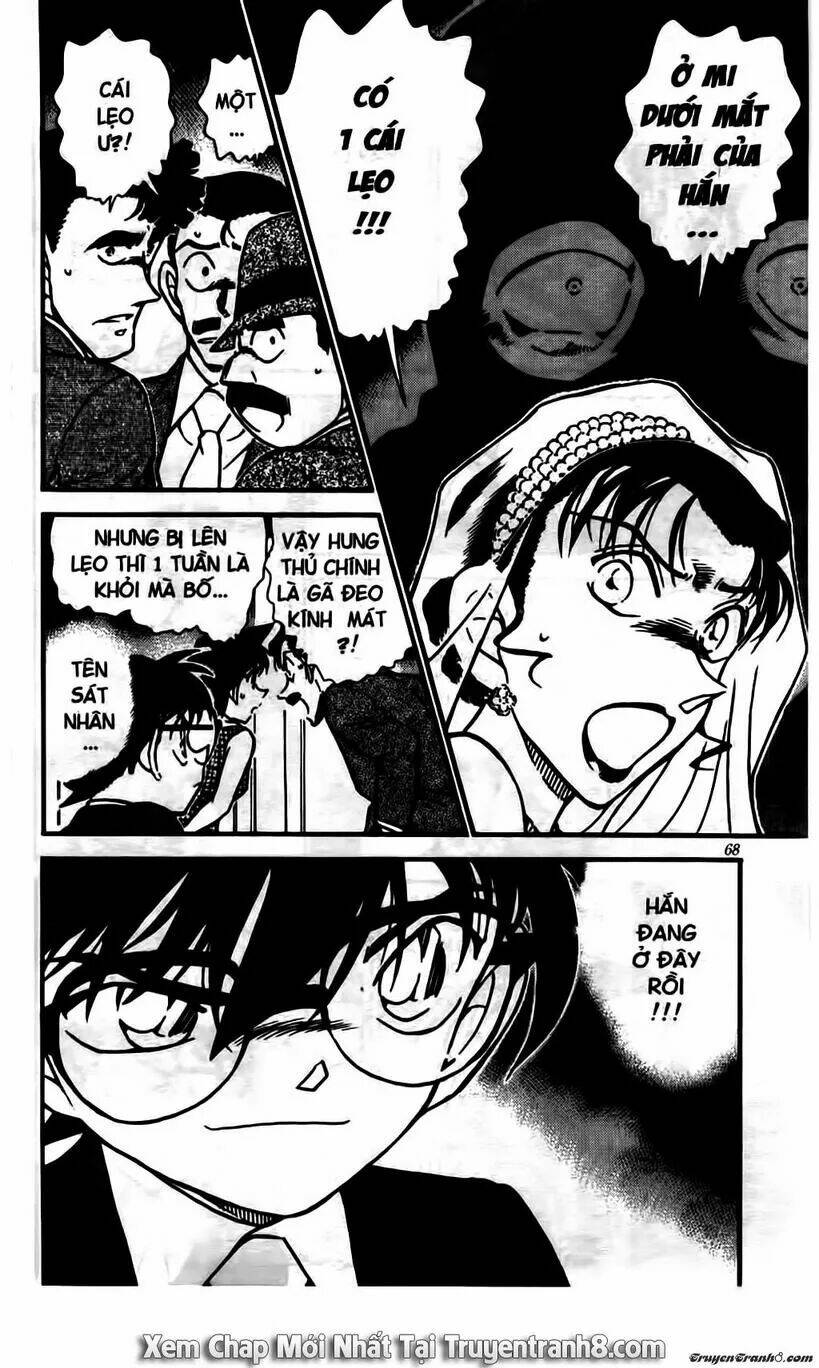 Ở MI
DƯỚI MẮT
PHẢI CỦA
HẮN
...
CÓ
1 CÁI
LẸO
!!!
MỘT
...
CÁI
LẸO
Ư?!
VẬY HUNG
THỦ CHÍNH
LÀ GÃ ĐEO
KÍNH MÁT
?!
NHƯNG BỊ LÊN
LẸO THÌ 1 TUẦN LÀ
KHỎI MÀ BỐ...
TÊN
SÁT
NHÂN
...
68
HẮN
ĐANG
Ở ĐÂY
RỒI
!!!
Xem Chap Mới Nhất Tại Truyentranh8.com
TruyenTranh8.com